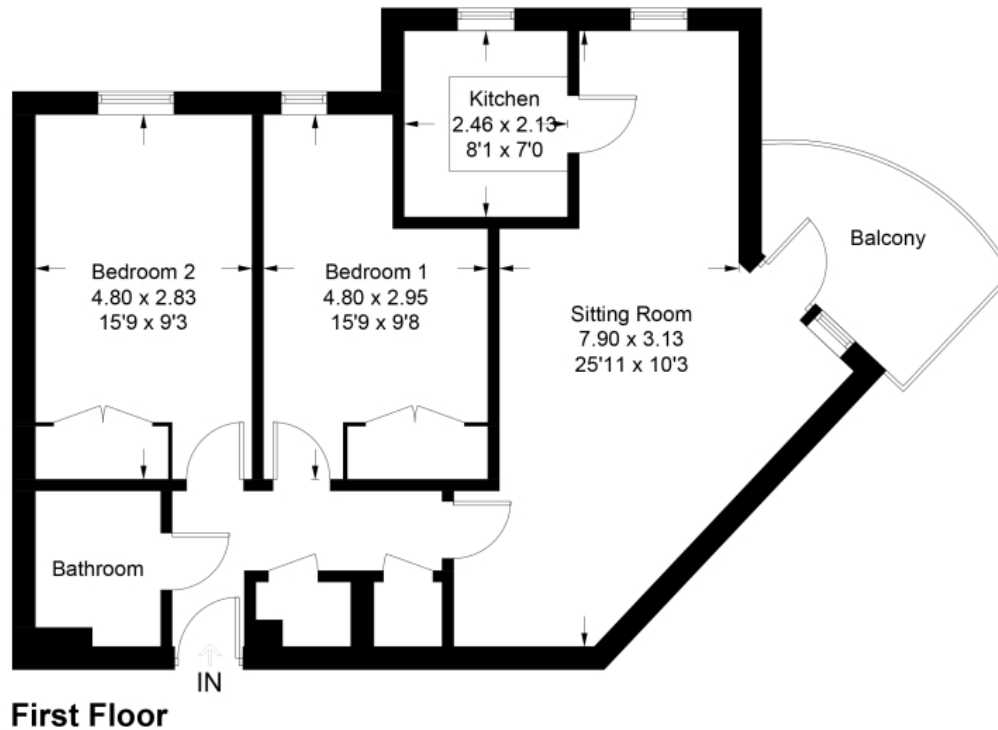 Kitchen
2.46 x 2.13
8'1 x 7'0
Balcony
Bedroom 2
4.80 x 2.83
15'9 x 9'3
Bedroom 1
4.80 x 2.95
15'9 x 9'8
Sitting Room
7.90 x 3.13
25'11 x 10'3
Bathroom
IN
First Floor